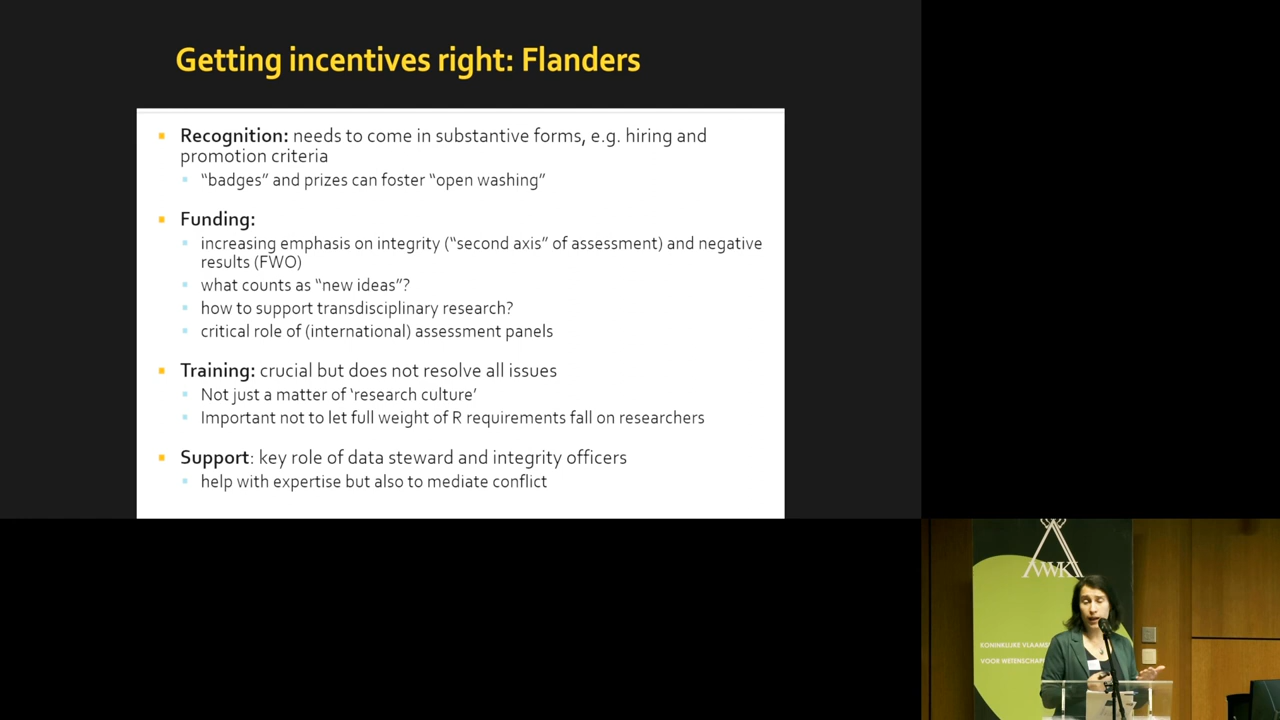 Getting incentives right: Flanders
▪ Recognition: needs to come in substantive forms, e.g. hiring and
promotion criteria
▪ “badges” and prizes can foster “open washing”
▪ Funding:
▪ increasing emphasis on integrity (“second axis” of assessment) and negative
results (FWO)
▪ what counts as “new ideas”?
▪ how to support transdisciplinary research?
▪ critical role of (international) assessment panels
▪ Training: crucial but does not resolve all issues
▪ Not just a matter of ‘research culture’
▪ Important not to let full weight of R requirements fall on researchers
▪ Support: key role of data steward and integrity officers
▪ help with expertise but also to mediate conflict
KONINKLIJKE VLAAMS
VOOR WETENSCHAP